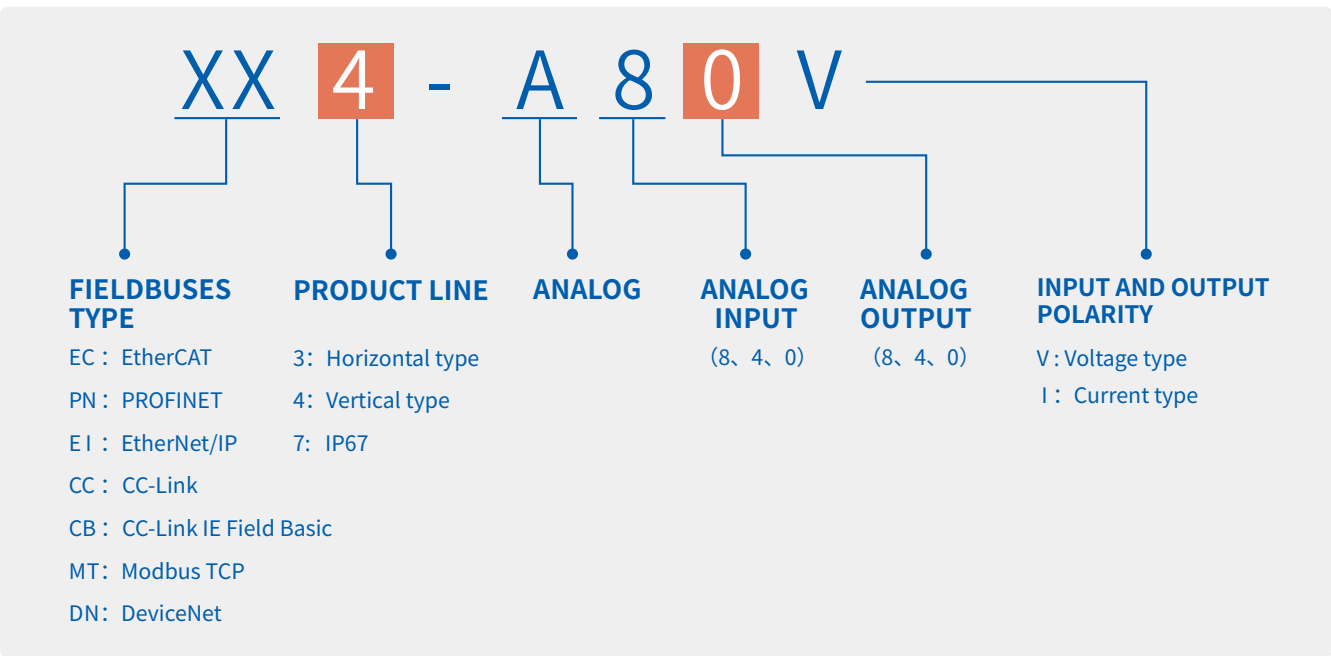 XX 4 - A 8 0 V
FIELDBUSES
TYPE
EC： EtherCAT
PN： PROFINET
EI： EtherNet/IP
CC： CC-Link
CB： CC-Link IE Field Basic
MT： Modbus TCP
DN： DeviceNet
PRODUCT LINE
3： Horizontal type
4： Vertical type
7: IP67
ANALOG
ANALOG
INPUT
（8、4、0）
ANALOG
OUTPUT
（8、4、0）
INPUT AND OUTPUT
POLARITY
V : Voltage type
I： Current type